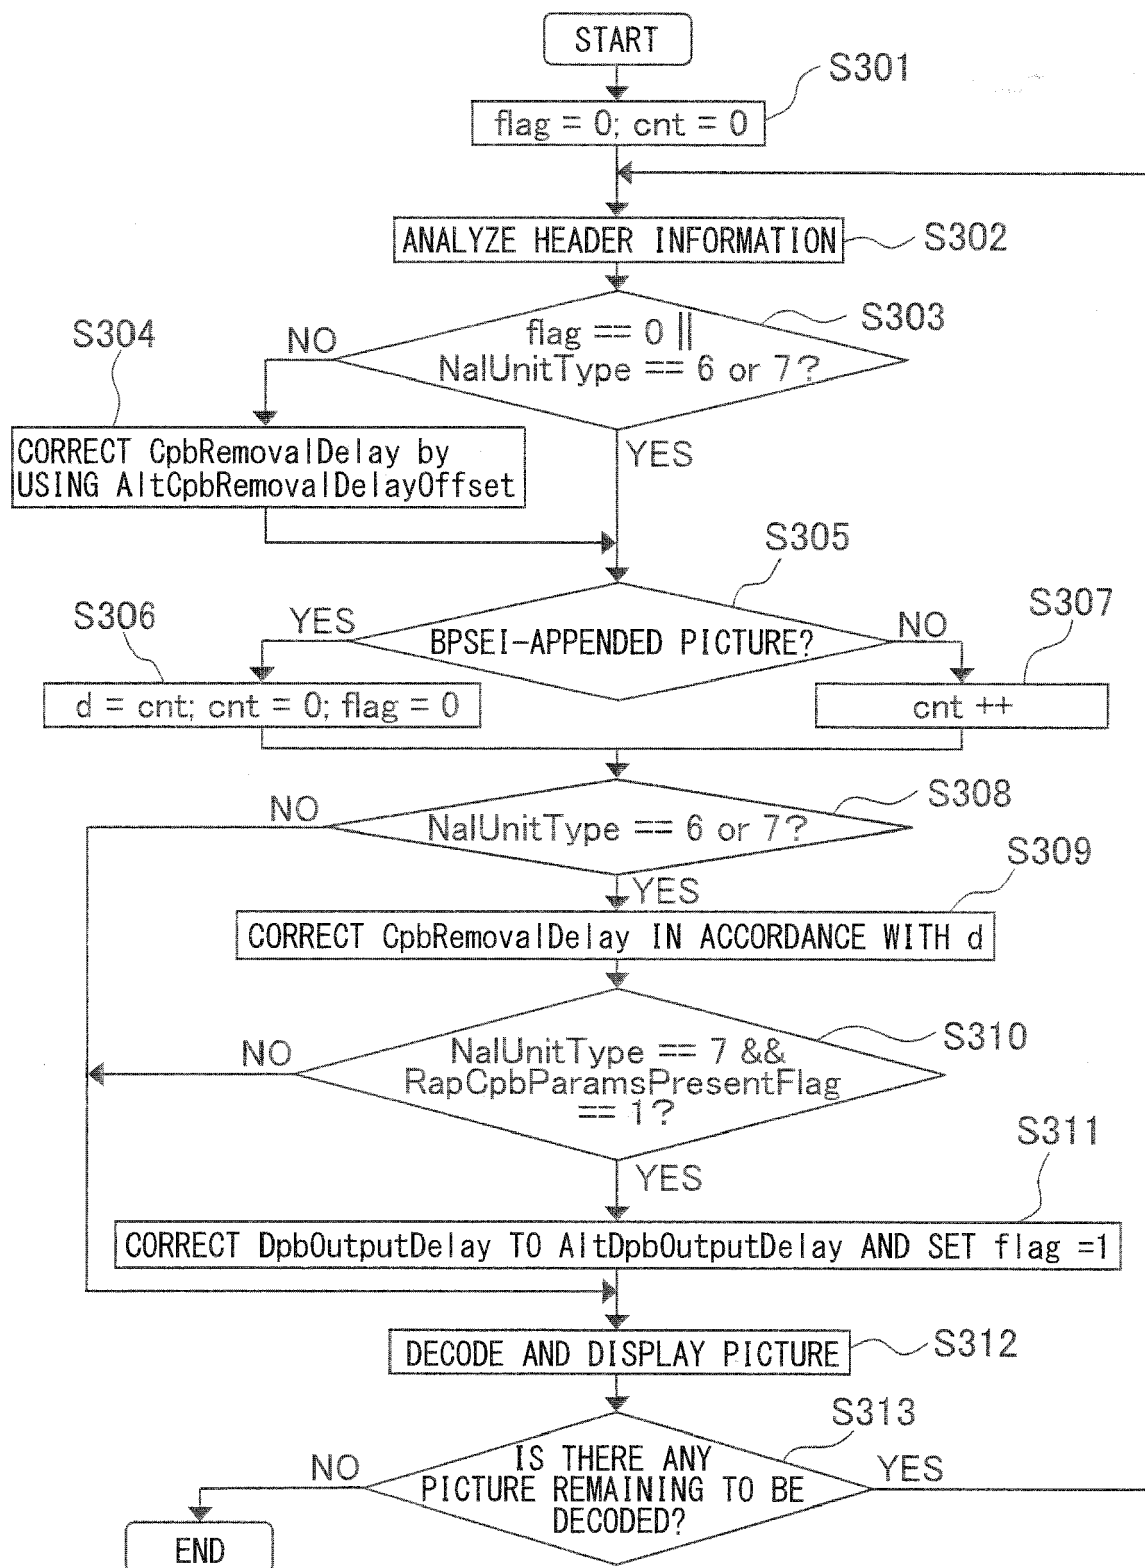 START
S301
flag = 0; cnt = 0
ANALYZE HEADER INFORMATION
S302
S303
flag == 0 ||
NalUnitType == 6 or 7?
NO
YES
S304
CORRECT CpbRemovalDelay by
USING AltCpbRemovalDelayOffset
S305
BPSEI-APPENDED PICTURE?
YES
NO
S306
d = cnt; cnt = 0; flag = 0
S307
cnt ++
S308
NalUnitType == 6 or 7?
NO
YES
S309
CORRECT CpbRemovalDelay IN ACCORDANCE WITH d
S310
NalUnitType == 7 &&
RapCpbParamsPresentFlag
== 1?
NO
YES
S311
CORRECT DpbOutputDelay TO AltDpbOutputDelay AND SET flag =1
DECODE AND DISPLAY PICTURE
S312
S313
IS THERE ANY
PICTURE REMAINING TO BE
DECODED?
NO
YES
END